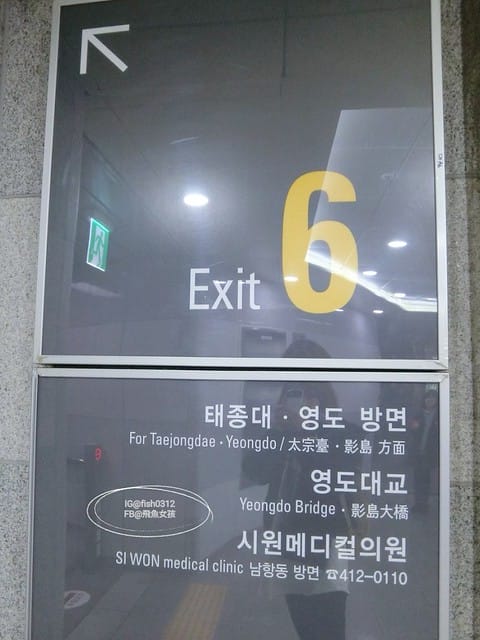 Exit 6
태종대 · 영도 방면
For Taejongdae · Yeongdo / 太宗臺 · 影島 方面
영도대교
Yeongdo Bridge · 影島大橋
IG@fish0312
FB@飛魚女孩
시원메디컬의원
SI WON medical clinic 남항동 방면 ☎412–0110